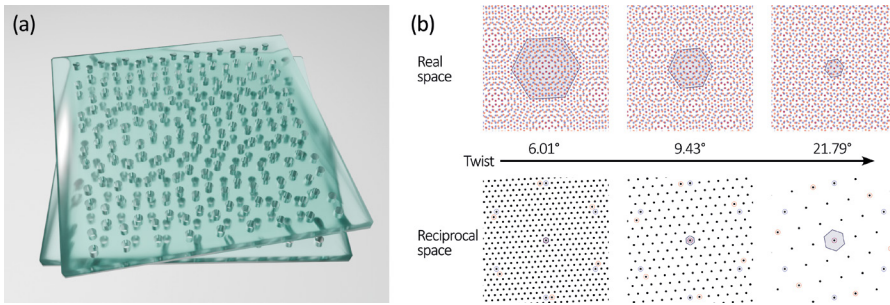 (a)
(b)
Real
space
6.01°
9.43°
21.79°
Twist
Reciprocal
space